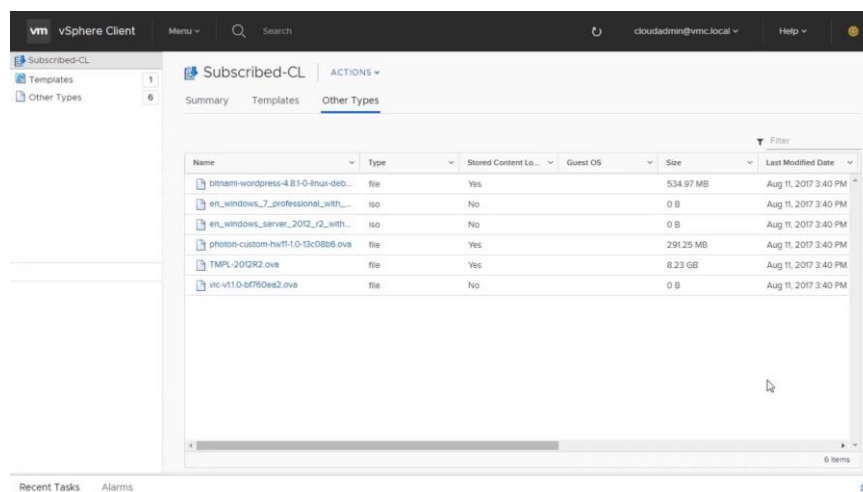 vm vSphere Client Menu Search cloudadmin@vmc.local Help
Subscribed-CL
Templates 1
Other Types 6
Subscribed-CL ACTIONS
Summary Templates Other Types
Filter
Name Type Stored Content Lo... Guest OS Size Last Modified Date
bitnami-wordpress-4.8.1-0-linux-deb... file Yes 534.97 MB Aug 11, 2017 3:40 PM
en_windows_7_professional_with_... iso No 0 B Aug 11, 2017 3:40 PM
en_windows_server_2012_r2_with... iso No 0 B Aug 11, 2017 3:40 PM
photon-custom-hw11-1.0-13c08b6.ova file Yes 291.25 MB Aug 11, 2017 3:40 PM
TMPL-2012R2.ova file Yes 8.23 GB Aug 11, 2017 3:40 PM
vic-v1.1.0-bf760ea2.ova file No 0 B Aug 11, 2017 3:40 PM
6 items
Recent Tasks Alarms